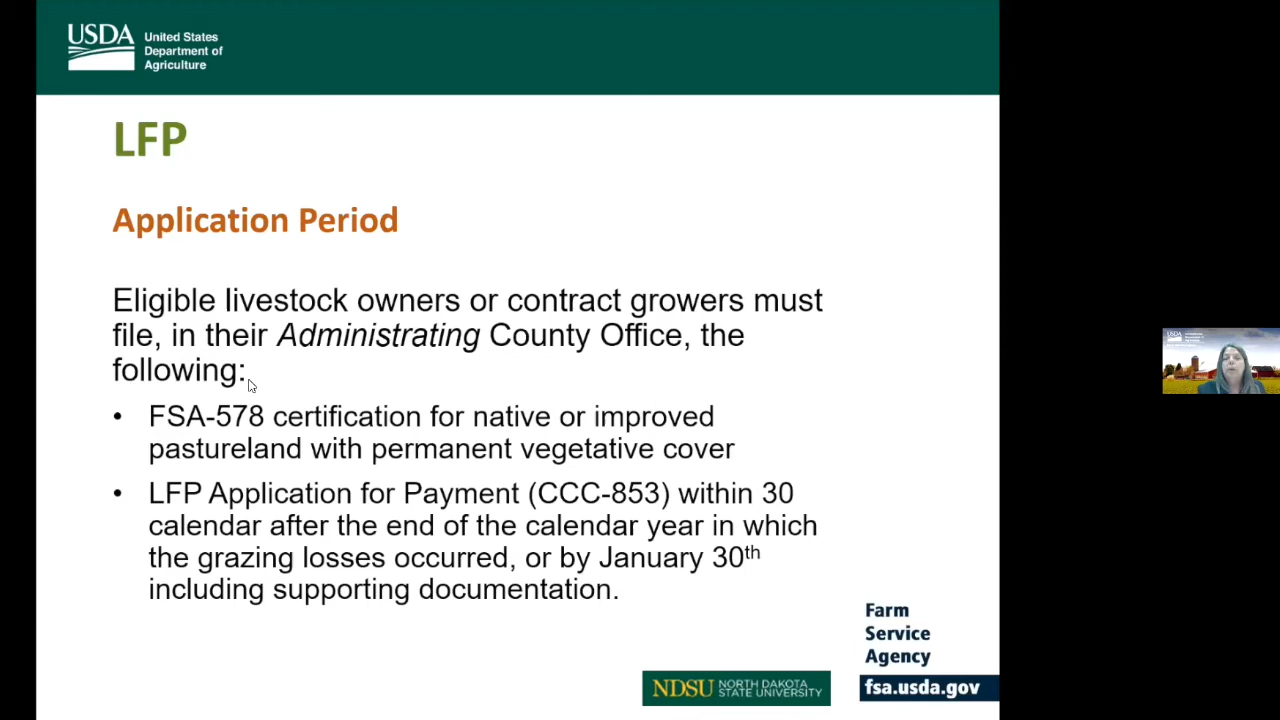 USDA
United States
Department of
Agriculture
LFP
Application Period
Eligible livestock owners or contract growers must
file, in their Administrating County Office, the
following:
• FSA-578 certification for native or improved
pastureland with permanent vegetative cover
• LFP Application for Payment (CCC-853) within 30
calendar after the end of the calendar year in which
the grazing losses occurred, or by January 30th
including supporting documentation.
Farm
Service
Agency
fsa.usda.gov
NDSU NORTH DAKOTA
STATE UNIVERSITY
USDA